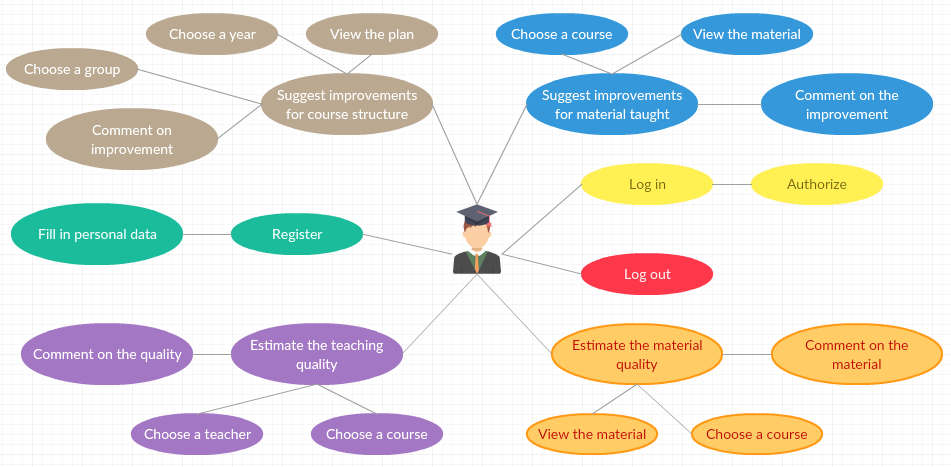 Choose a year
View the plan
Choose a group
Suggest improvements
for course structure
Comment on
improvement
Choose a course
View the material
Suggest improvements
for material taught
Comment on the
improvement
Log in
Authorize
Fill in personal data
Register
Log out
Comment on the quality
Estimate the teaching
quality
Choose a teacher
Choose a course
Estimate the material
quality
Comment on the
material
View the material
Choose a course